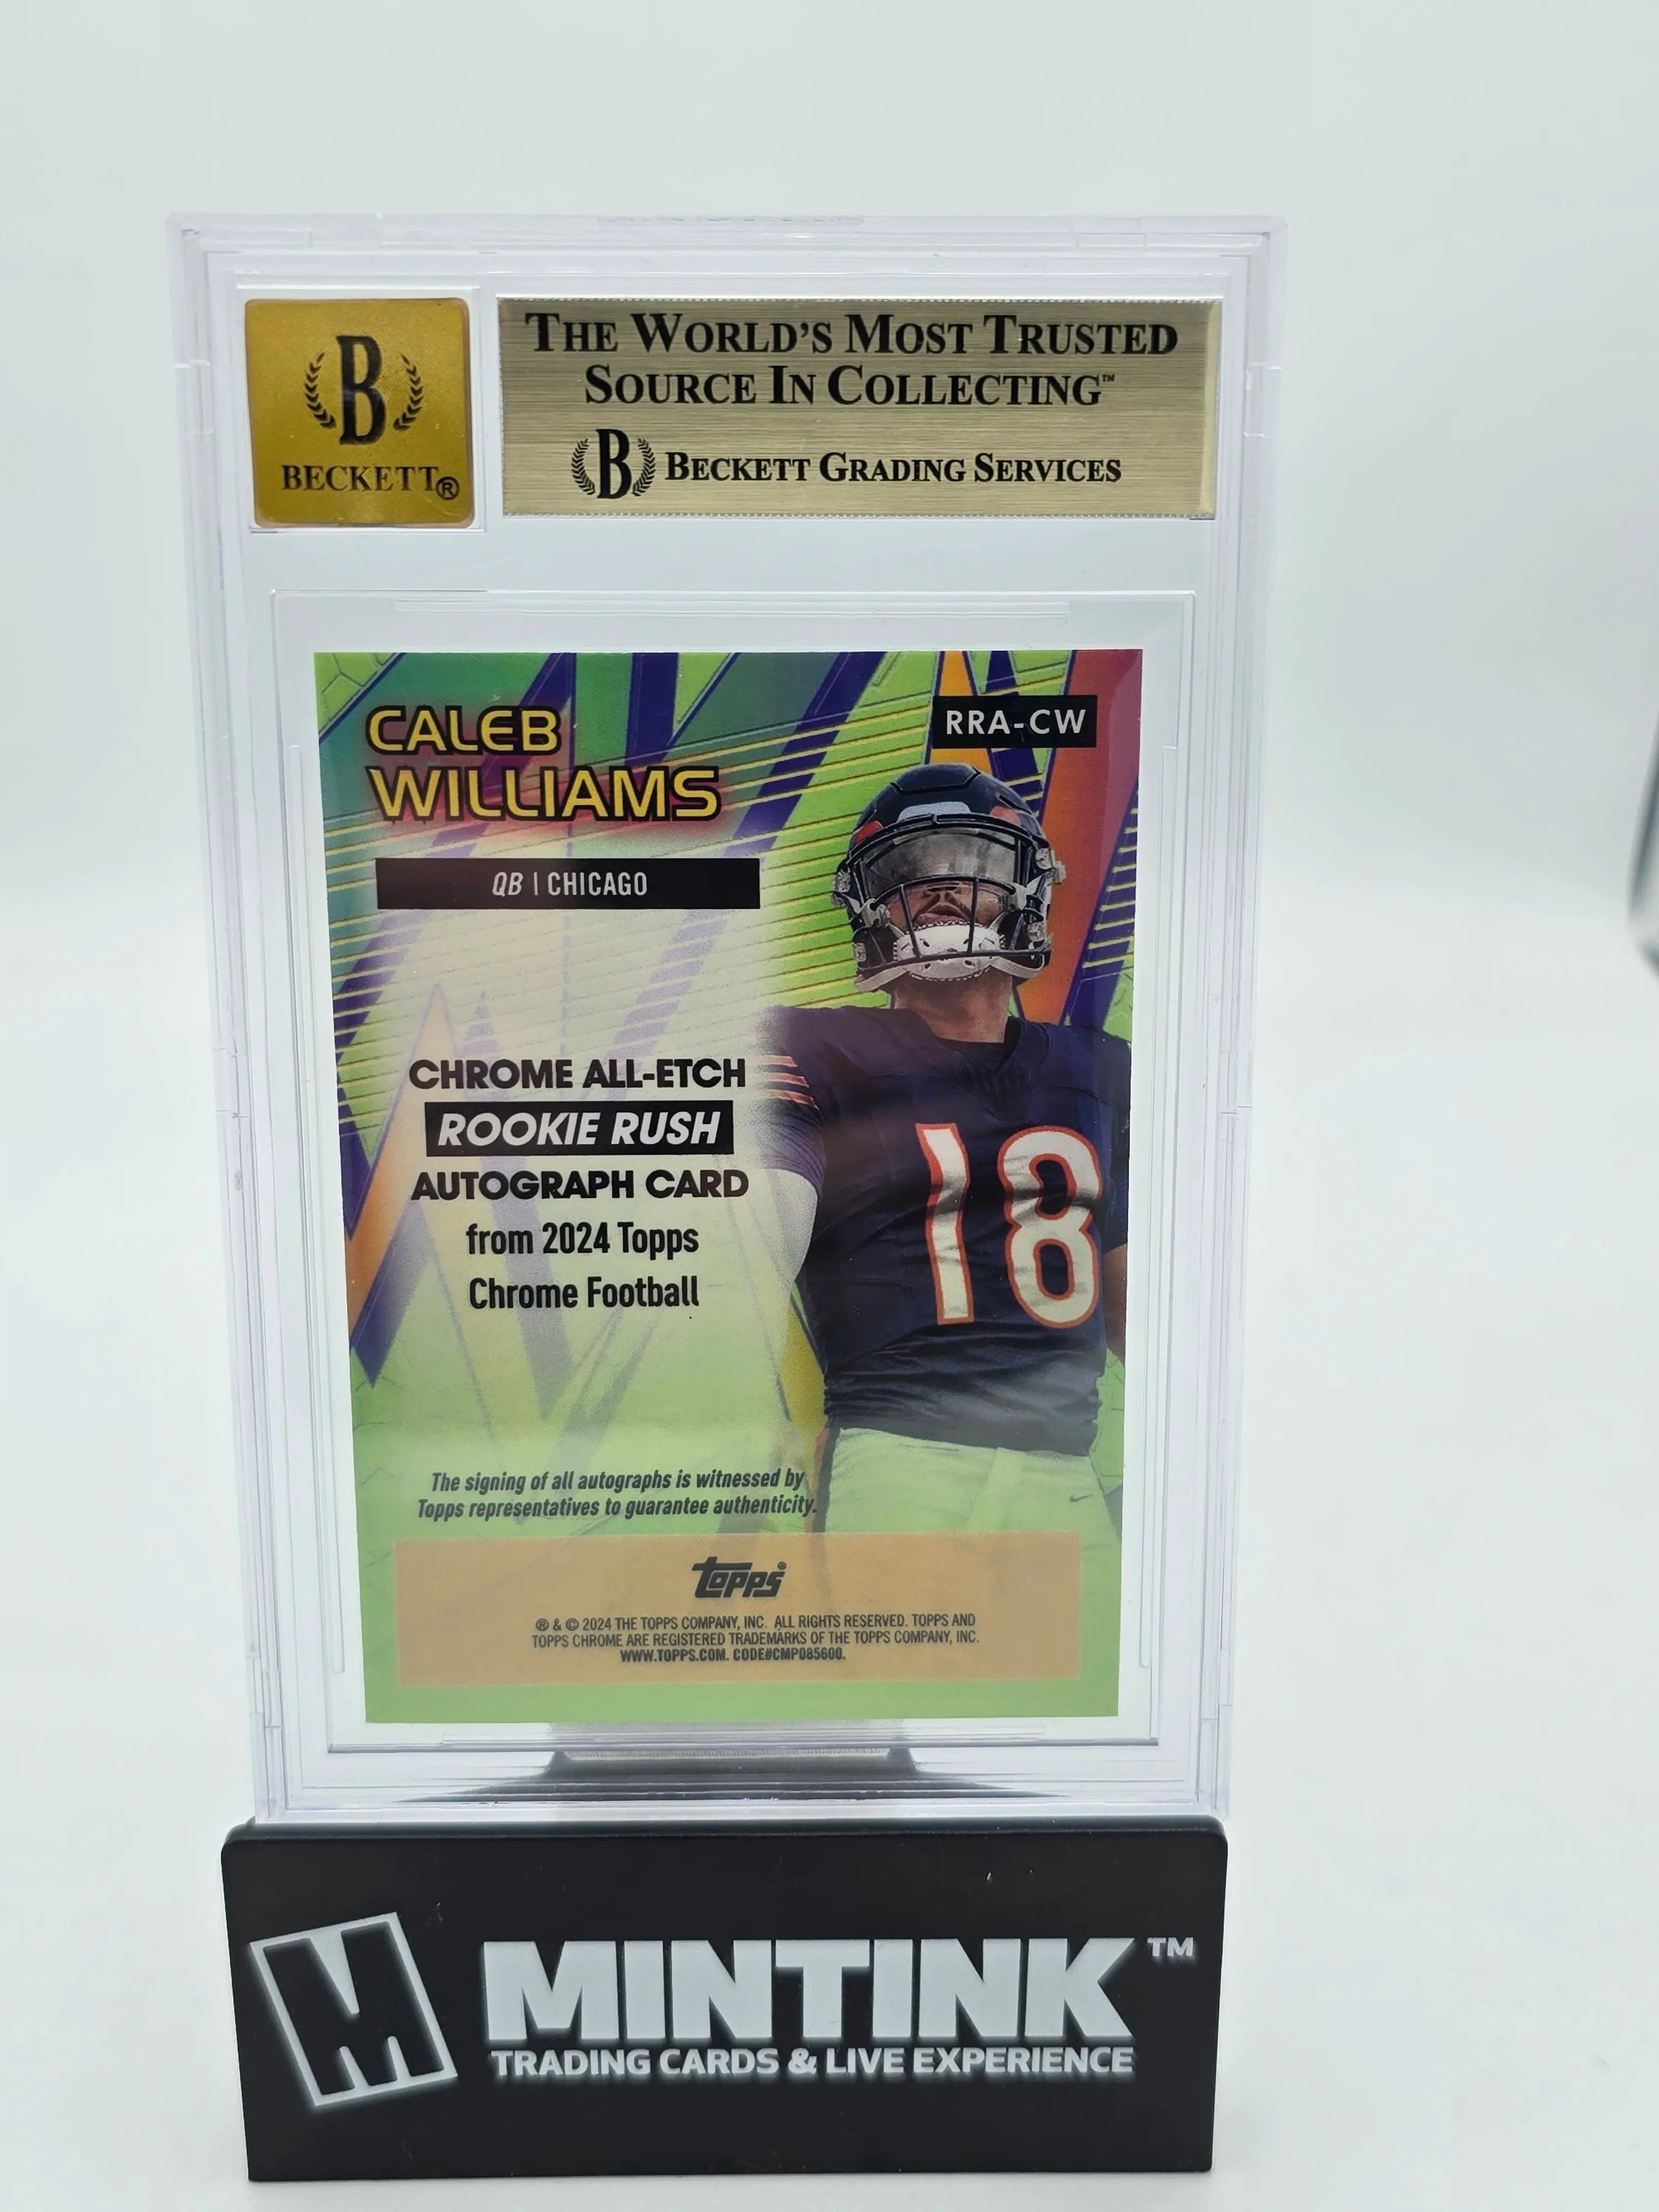 B
BECKETT®
THE WORLD'S MOST TRUSTED
SOURCE IN COLLECTING™
B BECKETT GRADING SERVICES
CALEB
WILLIAMS
RRA-CW
QB | CHICAGO
18
CHROME ALL-ETCH
ROOKIE RUSH
AUTOGRAPH CARD
from 2024 Topps
Chrome Football
The signing of all autographs is witnessed by
Topps representatives to guarantee authenticity.
topps®
® & © 2024 THE TOPPS COMPANY, INC. ALL RIGHTS RESERVED. TOPPS AND
TOPPS CHROME ARE REGISTERED TRADEMARKS OF THE TOPPS COMPANY, INC.
WWW.TOPPS.COM. CODE#CMP085600.
M MINTINK™
TRADING CARDS & LIVE EXPERIENCE